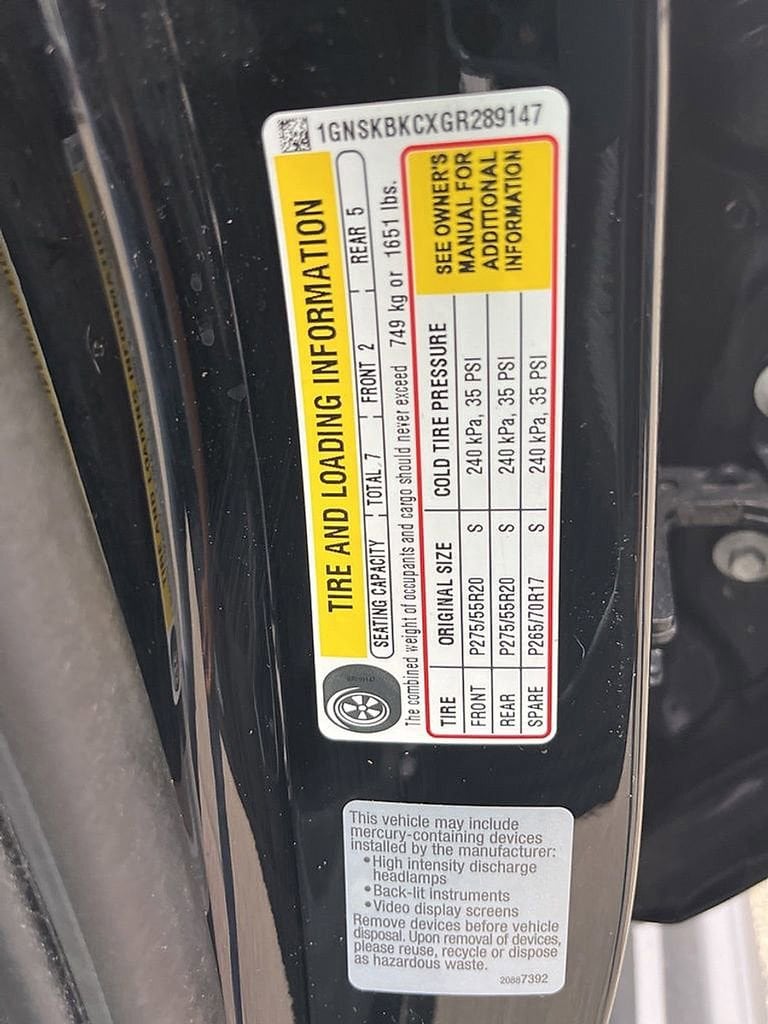 1GNSKBKCXGR289147
TIRE AND LOADING INFORMATION
SEATING CAPACITY TOTAL 7 FRONT 2 REAR 5
The combined weight of occupants and cargo should never exceed 749 kg or 1651 lbs.
TIRE ORIGINAL SIZE COLD TIRE PRESSURE
FRONT P275/55R20 S 240 kPa, 35 PSI
REAR P275/55R20 S 240 kPa, 35 PSI
SPARE P265/70R17 S 240 kPa, 35 PSI
SEE OWNER'S
MANUAL FOR
ADDITIONAL
INFORMATION
This vehicle may include
mercury-containing devices
installed by the manufacturer:
•High intensity discharge
headlamps
•Back-lit instruments
•Video display screens
Remove devices before vehicle
disposal. Upon removal of devices,
please reuse, recycle or dispose
as hazardous waste.
20887392